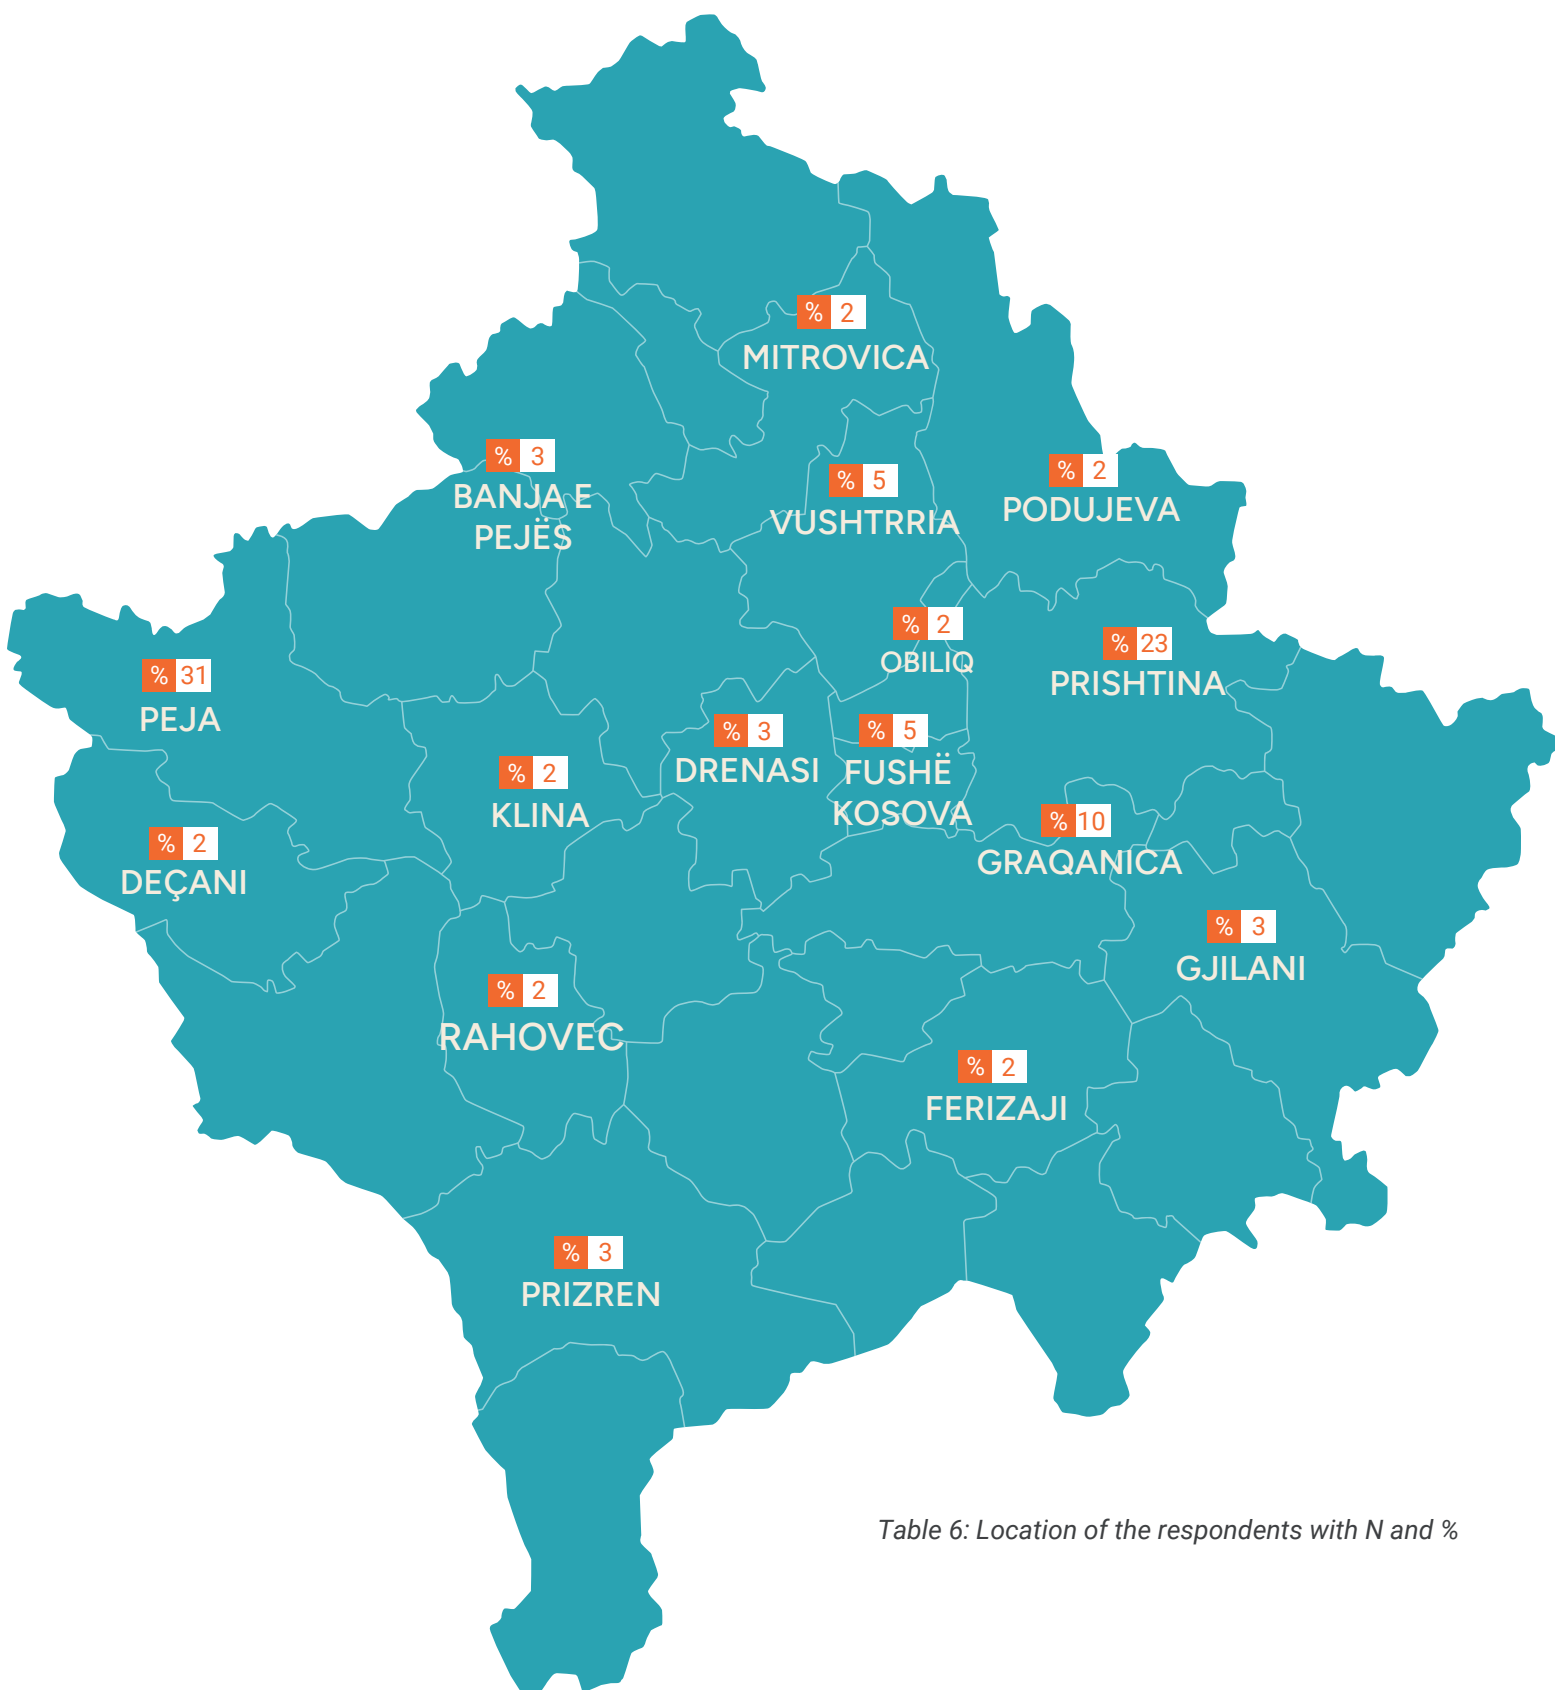 % 2
MITROVICA
% 3
BANJA E
PEJËS
% 5
VUSHTRRIA
% 2
PODUJEVA
% 2
OBILIQ
% 23
PRISHTINA
% 31
PEJA
% 3
DRENASI
% 5
FUSHË
KOSOVA
% 2
KLINA
% 10
GRAQANICA
% 2
DEÇANI
% 3
GJILANI
% 2
RAHOVEC
% 2
FERIZAJI
% 3
PRIZREN
Table 6: Location of the respondents with N and %